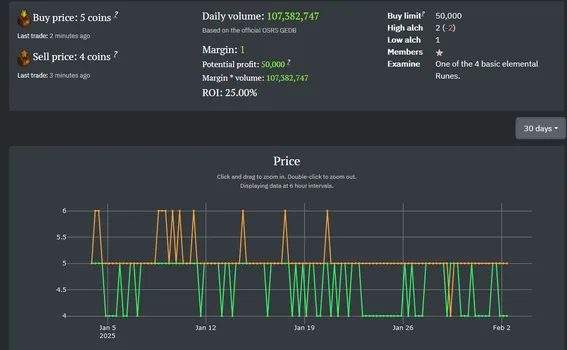 Buy price: 5 coins ?
Last trade: 2 minutes ago
Sell price: 4 coins ?
Last trade: 3 minutes ago
Daily volume: 107,382,747
Based on the official OSRS GEDB
Margin: 1
Potential profit: 50,000 ?
Margin * volume: 107,382,747
ROI: 25.00%
Buy limit? 50,000
High alch 2 (-2)
Low alch 1
Members
Examine One of the 4 basic elemental
Runes.
30 days
Price
Click and drag to zoom in. Double-click to zoom out.
Displaying data at 6 hour intervals.
6
5.5
5
4.5
4
Jan 5
2025
Jan 12
Jan 19
Jan 26
Feb 2